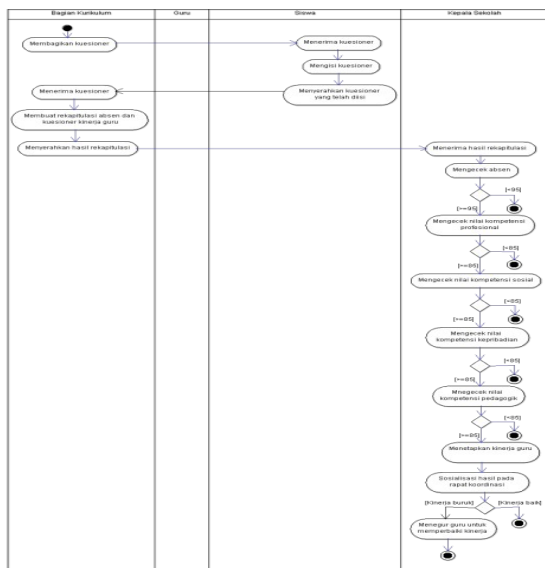 Bagian Kurikulum
Guru
Siswa
Kepala Sekolah
Membagikan kuesioner
Menerima kuesioner
Mengisi kuesioner
Menyerahkan kuesioner
yang telah diisi
Menerima kuesioner
Membuat rekapitulasi absen dan
kuesioner kinerja guru
Menyerahkan hasil rekapitulasi
Menerima hasil rekapitulasi
Mengecek absen
[<95]
[>=95]
Mengecek nilai kompetensi
profesional
[<85]
[>=85]
Mengecek nilai kompetensi sosial
[<85]
[>=85]
Mengecek nilai
kompetensi kepribadian
[<85]
[>=85]
Mnegecek nilai
kompetensi pedagogik
[<85]
[>=85]
Menetapkan kinerja guru
Sosialisasi hasil pada
rapat koordinasi
[Kinerja buruk]
[Kinerja baik]
Menegur guru untuk
memperbaiki kinerja